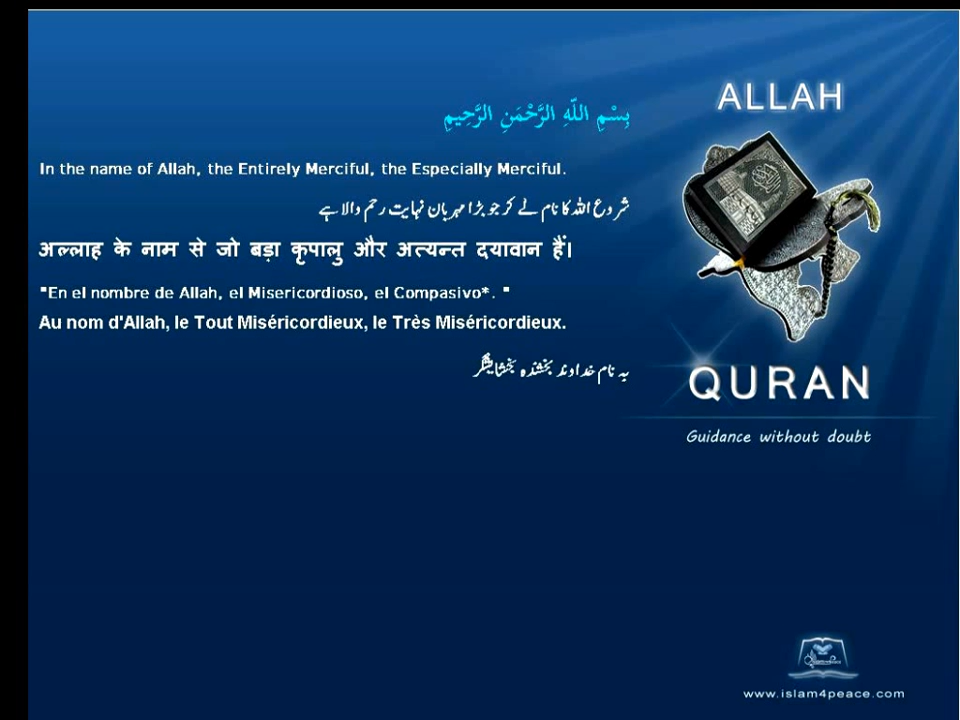 بِسْمِ اللّهِ الرَّحْمَنِ الرَّحِيمِ
In the name of Allah, the Entirely Merciful, the Especially Merciful.
شروع اللہ کا نام لے کر جو بڑا مہربان نہایت رحم والا ہے
अल्लाह के नाम से जो बड़ा कृपालु और अत्यन्त दयावान हैं।
"En el nombre de Allah, el Misericordioso, el Compasivo*. "
Au nom d'Allah, le Tout Miséricordieux, le Très Miséricordieux.
به نام خداوند بخشنده بخشایشگر
ALLAH
QURAN
Guidance without doubt
www.islam4peace.com